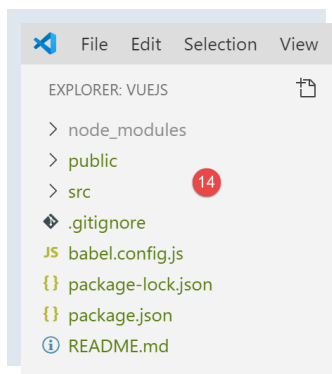 File Edit Selection View
EXPLORER: VUEJS
node_modules
public
14
src
.gitignore
JS babel.config.js
{} package-lock.json
{} package.json
README.md